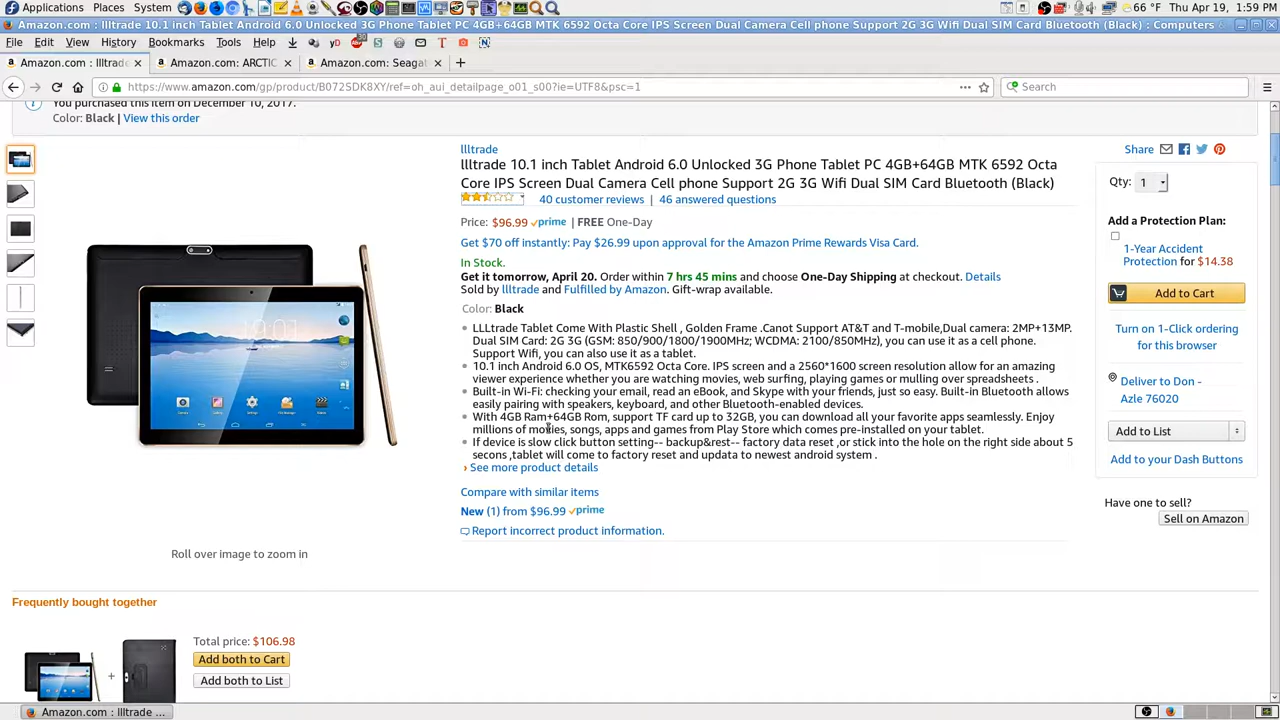 Applications Places System 66 °F Thu Apr 19, 1:59 PM
Amazon.com : llltrade 10.1 inch Tablet Android 6.0 Unlocked 3G Phone Tablet PC 4GB+64GB MTK 6592 Octa Core IPS Screen Dual Camera Cell phone Support 2G 3G Wifi Dual SIM Card Bluetooth (Black) : Computers
File Edit View History Bookmarks Tools Help
Amazon.com : llltrade Amazon.com: ARCTIC Amazon.com: Seagat
https://www.amazon.com/gp/product/B072SDK8XY/ref=oh_aui_detailpage_o01_s00?ie=UTF8&psc=1 Search
You purchased this item on December 10, 2017.
Color: Black | View this order
llltrade
Share
llltrade 10.1 inch Tablet Android 6.0 Unlocked 3G Phone Tablet PC 4GB+64GB MTK 6592 Octa
Core IPS Screen Dual Camera Cell phone Support 2G 3G Wifi Dual SIM Card Bluetooth (Black)
Qty: 1
40 customer reviews | 46 answered questions
Price: $96.99 prime | FREE One-Day
Add a Protection Plan:
Get $70 off instantly: Pay $26.99 upon approval for the Amazon Prime Rewards Visa Card.
1-Year Accident
Protection for $14.38
In Stock.
Get it tomorrow, April 20. Order within 7 hrs 45 mins and choose One-Day Shipping at checkout. Details
Sold by llltrade and Fulfilled by Amazon. Gift-wrap available.
Add to Cart
Color: Black
LLLtrade Tablet Come With Plastic Shell , Golden Frame .Canot Support AT&T and T-mobile,Dual camera: 2MP+13MP.
Dual SIM Card: 2G 3G (GSM: 850/900/1800/1900MHz; WCDMA: 2100/850MHz), you can use it as a cell phone.
Support Wifi, you can also use it as a tablet.
Turn on 1-Click ordering
for this browser
10.1 inch Android 6.0 OS, MTK6592 Octa Core. IPS screen and a 2560*1600 screen resolution allow for an amazing
viewer experience whether you are watching movies, web surfing, playing games or mulling over spreadsheets .
Deliver to Don -
Azle 76020
Built-in Wi-Fi: checking your email, read an eBook, and Skype with your friends, just so easy. Built-in Bluetooth allows
easily pairing with speakers, keyboard, and other Bluetooth-enabled devices.
With 4GB Ram+64GB Rom, support TF card up to 32GB, you can download all your favorite apps seamlessly. Enjoy
millions of movies, songs, apps and games from Play Store which comes pre-installed on your tablet.
Add to List
If device is slow click button setting-- backup&rest-- factory data reset ,or stick into the hole on the right side about 5
secons ,tablet will come to factory reset and updata to newest android system .
Add to your Dash Buttons
See more product details
Compare with similar items
Have one to sell?
Sell on Amazon
New (1) from $96.99 prime
Report incorrect product information.
Roll over image to zoom in
Frequently bought together
Total price: $106.98
Add both to Cart
Add both to List
Amazon.com : llltrade ...